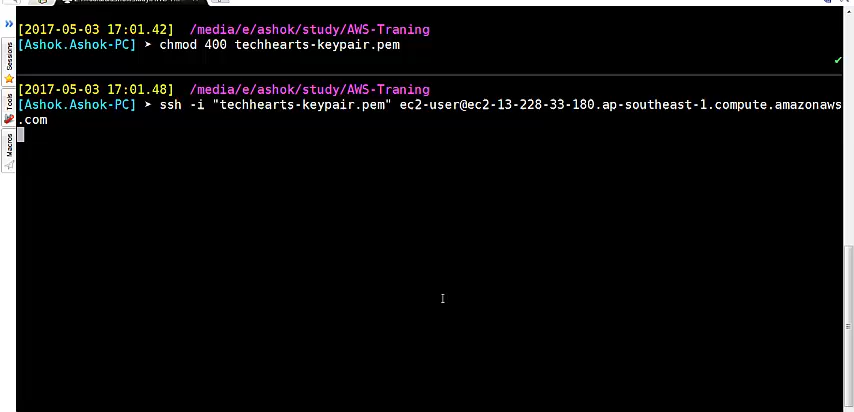 [2017-05-03 17:01.42] /media/e/ashok/study/AWS-Traning
[Ashok.Ashok-PC] ➤ chmod 400 techhearts-keypair.pem
✔
[2017-05-03 17:01.48] /media/e/ashok/study/AWS-Traning
[Ashok.Ashok-PC] ➤ ssh -i "techhearts-keypair.pem" ec2-user@ec2-13-228-33-180.ap-southeast-1.compute.amazonaws
.com
Sessions
Tools
Macros